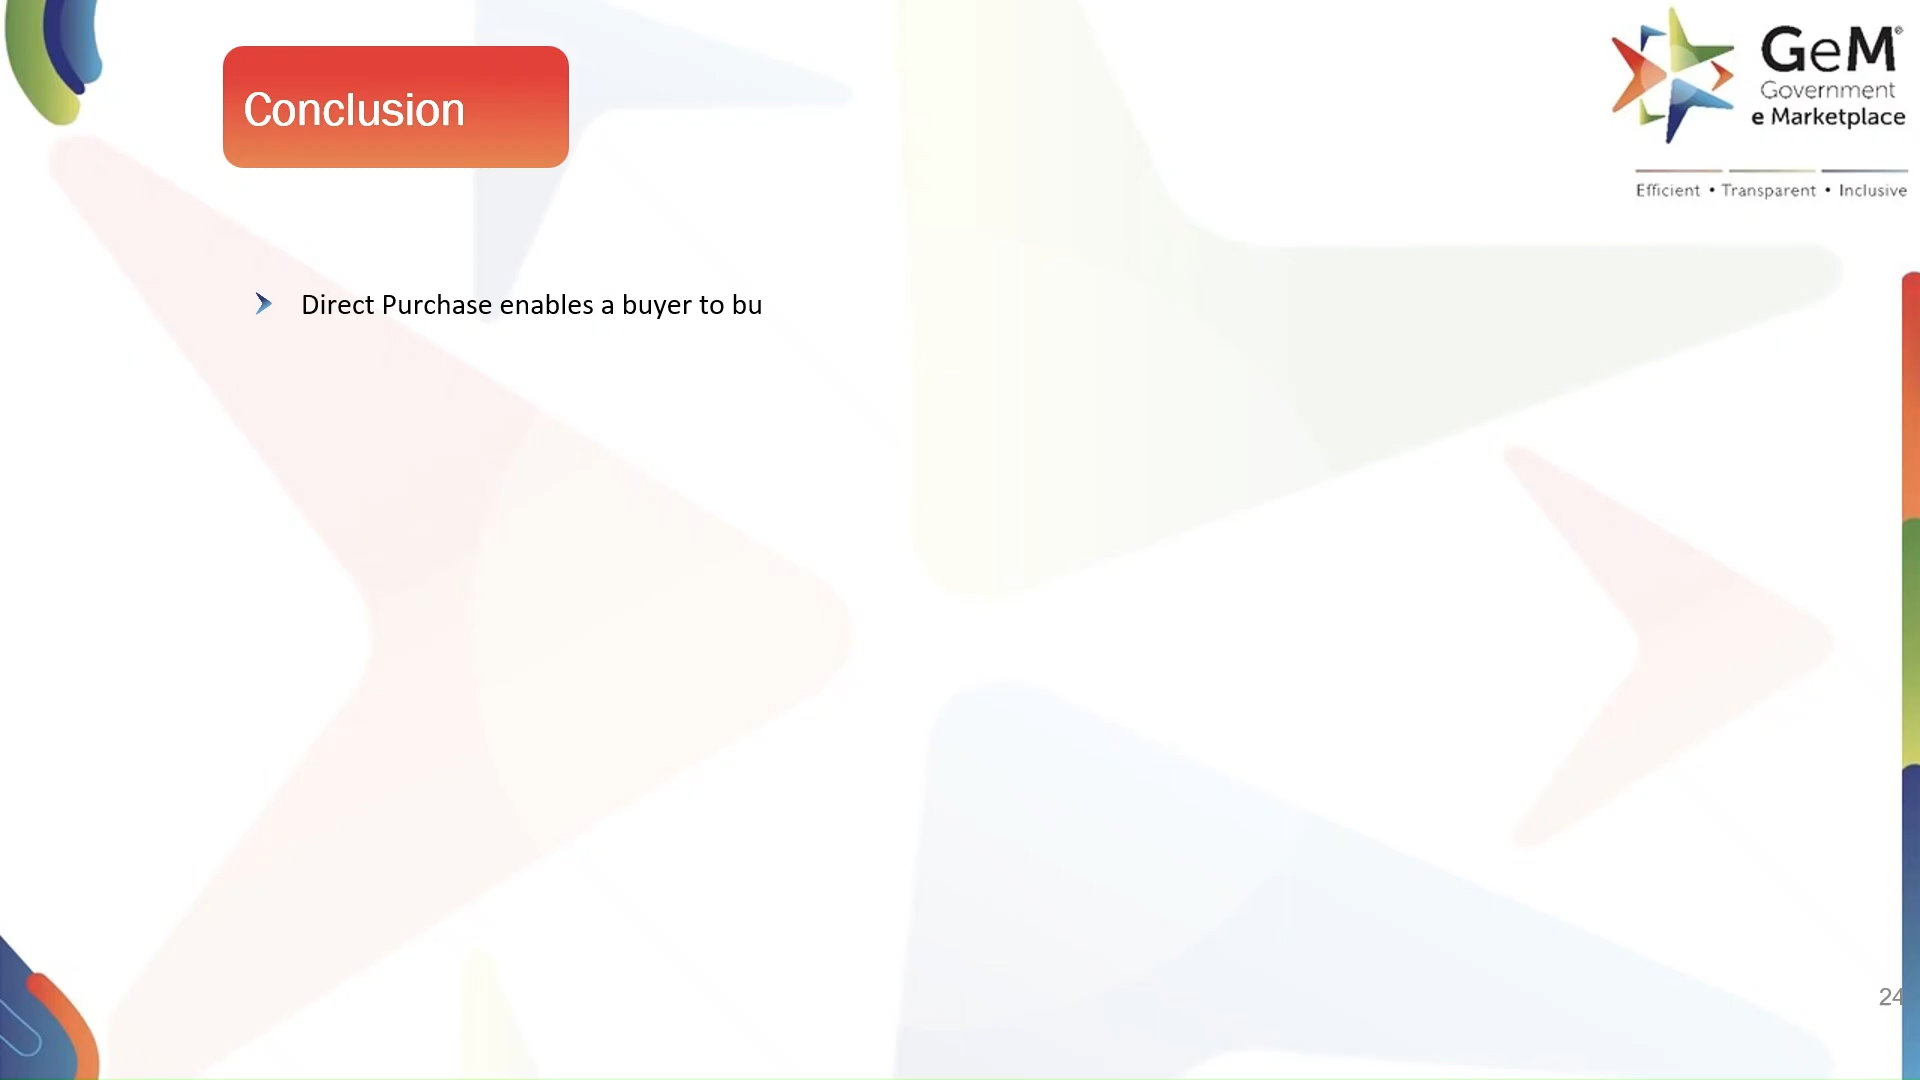 GeM®
Government
e Marketplace
Efficient • Transparent • Inclusive
Conclusion
Direct Purchase enables a buyer to bu
24